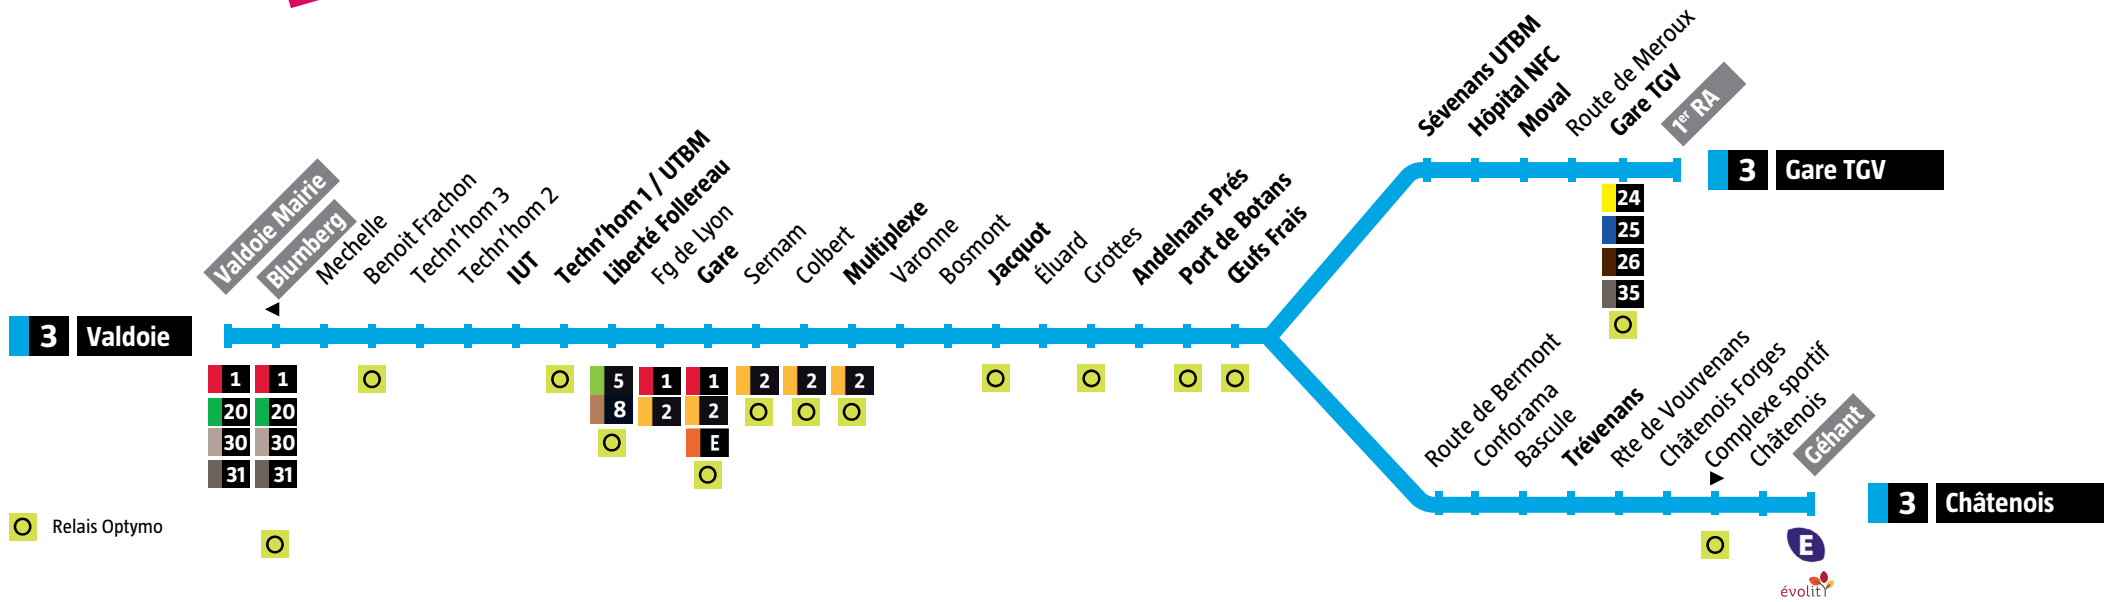 3 Valdoie
Valdoie Mairie
Blumberg
Mechelle
Benoit Frachon
Techn'hom 3
Techn'hom 2
IUT
Techn'hom 1 / UTBM
Liberté Follereau
Fg de Lyon
Gare
Sernam
Colbert
Multiplexe
Varonne
Bosmont
Jacquot
Éluard
Grottes
Andelnans Prés
Port de Botans
Œufs Frais
1
20
30
31
1
20
30
31
5
8
1
2
1
2
E
2
2
2
Sévenans UTBM
Hôpital NFC
Moval
Route de Meroux
Gare TGV
1er RA
3 Gare TGV
24
25
26
35
Route de Bermont
Conforama
Bascule
Trévenans
Rte de Vourvenans
Châtenois Forges
Complexe sportif
Châtenois
Géhant
3 Châtenois
E
évolitY
Relais Optymo